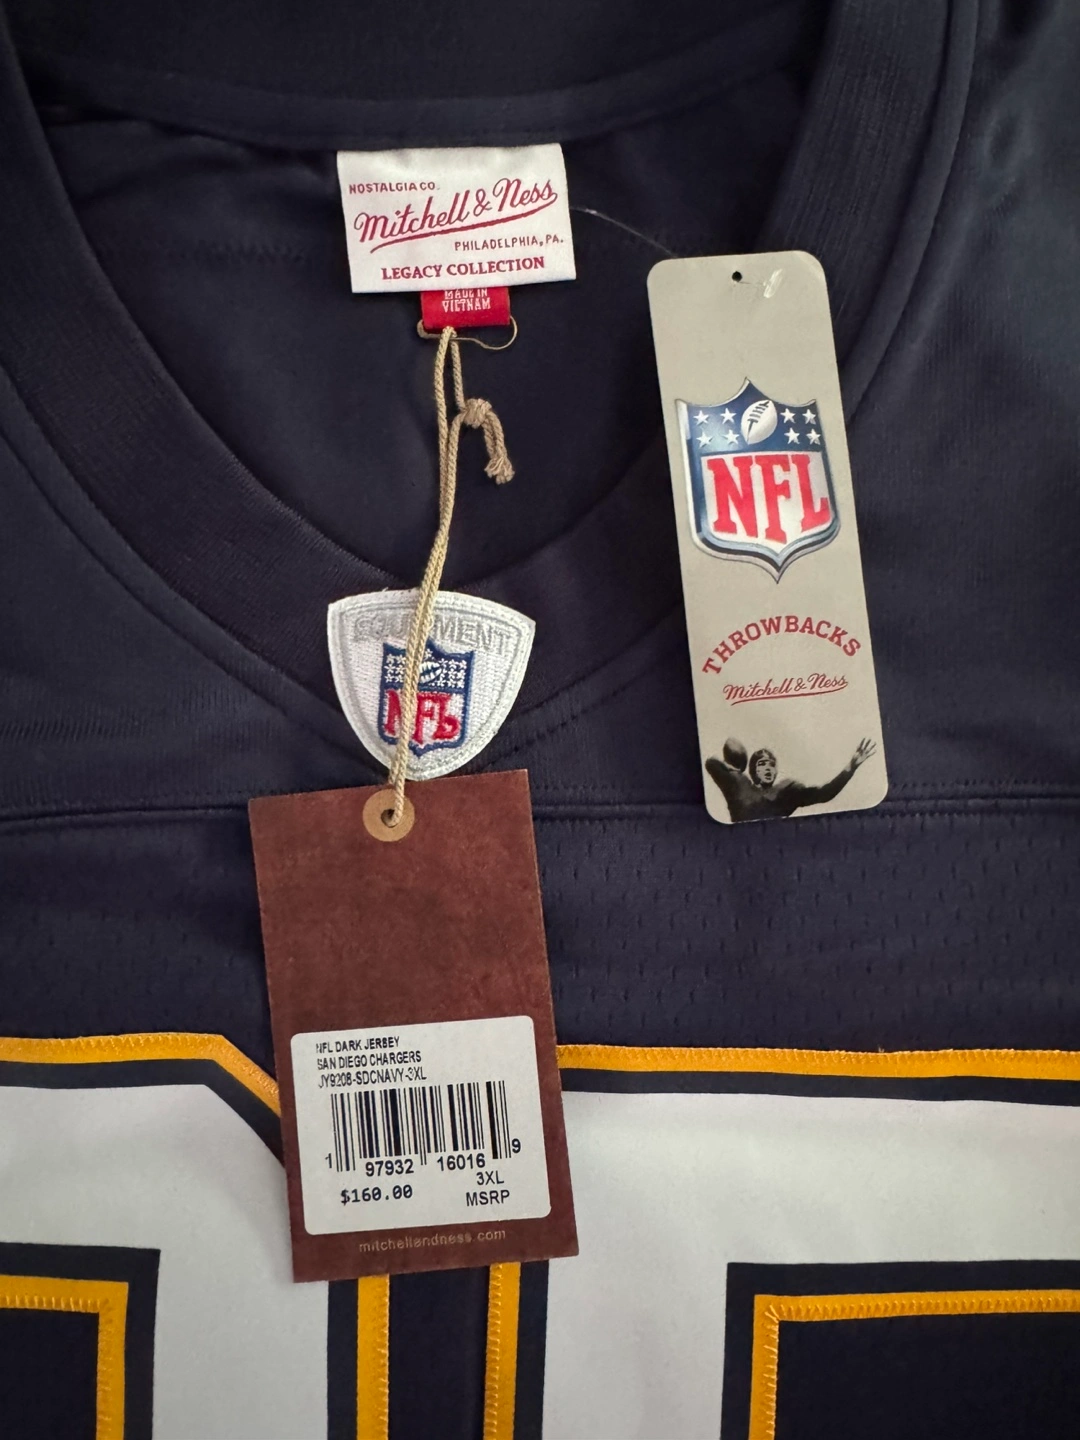 NOSTALGIA CO.
Mitchell & Ness
PHILADELPHIA, PA.
LEGACY COLLECTION
MADE IN
VIETNAM
NFL
THROWBACKS
Mitchell & Ness
EQUIPMENT
NFL
NFL DARK JERSEY
SAN DIEGO CHARGERS
JY9208-SDCNAVY-3XL
1 97932 16016 9
$160.00
3XL
MSRP
mitchellandness.com